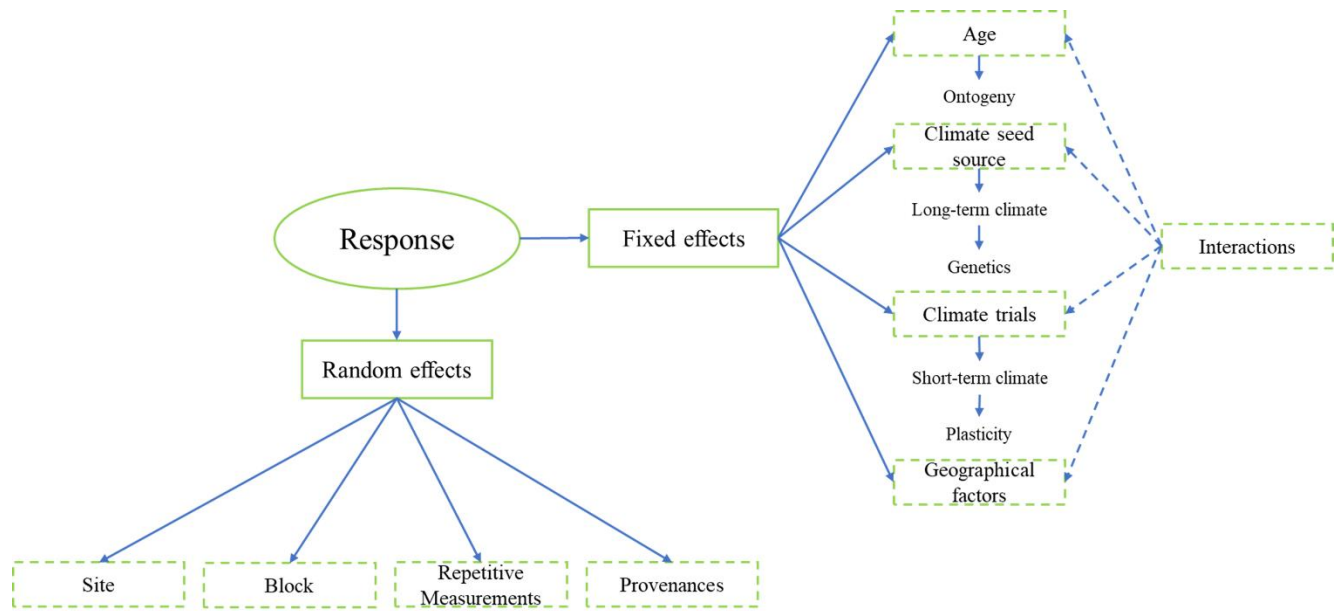 Age
Ontogeny
Climate seed
source
Long-term climate
Response
Fixed effects
Interactions
Genetics
Climate trials
Random effects
Short-term climate
Plasticity
Geographical
factors
Site
Block
Repetitive
Measurements
Provenances